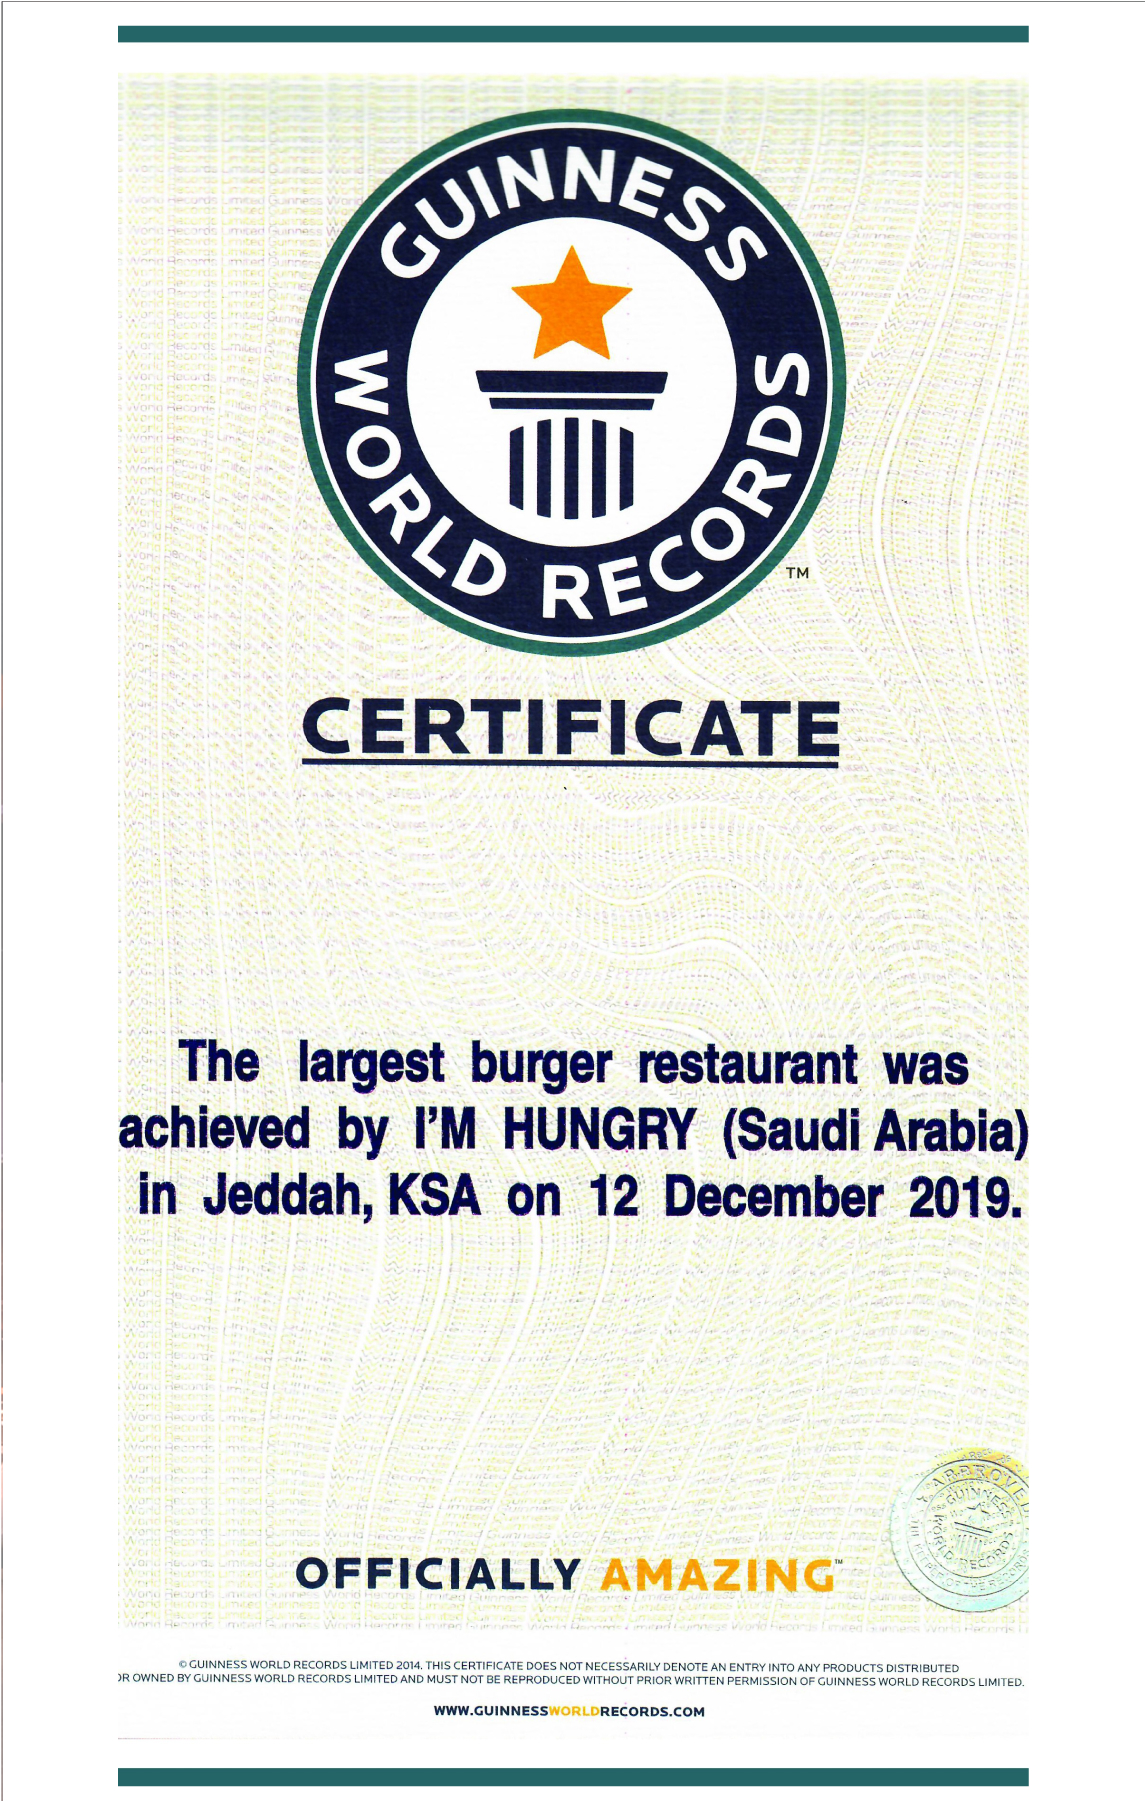 GUINNESS
WORLD RECORDS
TM
CERTIFICATE
The largest burger restaurant was
achieved by I'M HUNGRY (Saudi Arabia)
in Jeddah, KSA on 12 December 2019.
APPROVED
GUINNESS
WORLD RECORDS
OFFICIALLY AMAZING™
© GUINNESS WORLD RECORDS LIMITED 2014. THIS CERTIFICATE DOES NOT NECESSARILY DENOTE AN ENTRY INTO ANY PRODUCTS DISTRIBUTED
OR OWNED BY GUINNESS WORLD RECORDS LIMITED AND MUST NOT BE REPRODUCED WITHOUT PRIOR WRITTEN PERMISSION OF GUINNESS WORLD RECORDS LIMITED.
WWW.GUINNESSWORLDRECORDS.COM